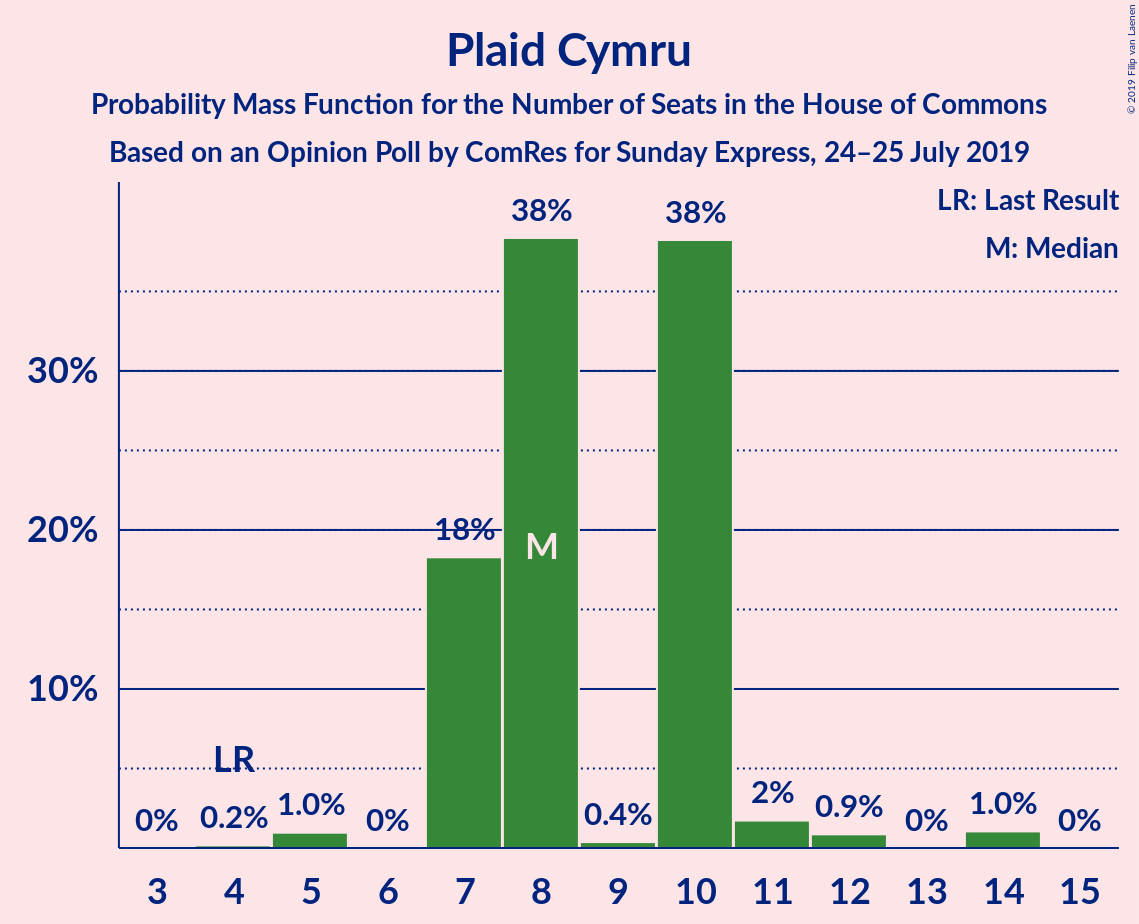 Plaid Cymru
Probability Mass Function for the Number of Seats in the House of Commons
Based on an Opinion Poll by ComRes for Sunday Express, 24–25 July 2019
© 2019 Filip van Laenen
LR: Last Result
M: Median
38%
38%
30%
20%
18%
M
10%
LR
0%
0.2%
1.0%
0%
0.4%
2%
0.9%
0%
1.0%
0%
3 4 5 6 7 8 9 10 11 12 13 14 15